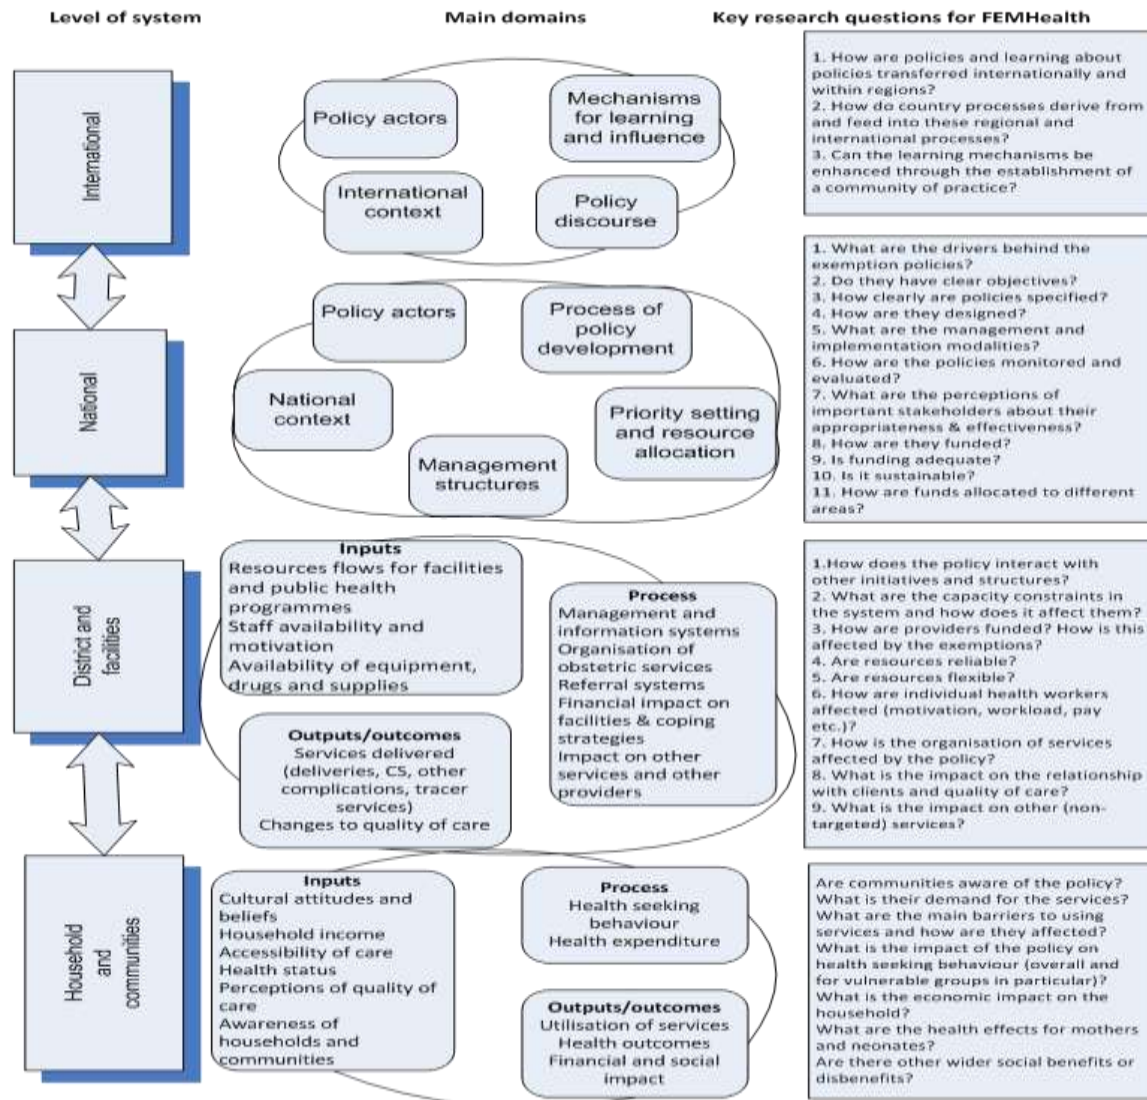 Level of system
Main domains
Key research questions for FEMHealth
International
Policy actors
Mechanisms
for learning
and influence
International
context
Policy
discourse
1. How are policies and learning about
policies transferred internationally and
within regions?
2. How do country processes derive from
and feed into these regional and
international processes?
3. Can the learning mechanisms be
enhanced through the establishment of
a community of practice?
National
Policy actors
Process of
policy
development
National
context
Priority setting
and resource
allocation
Management
structures
1. What are the drivers behind the
exemption policies?
2. Do they have clear objectives?
3. How clearly are policies specified?
4. How are they designed?
5. What are the management and
implementation modalities?
6. How are the policies monitored and
evaluated?
7. What are the perceptions of
important stakeholders about their
appropriateness & effectiveness?
8. How are they funded?
9. Is funding adequate?
10. Is it sustainable?
11. How are funds allocated to different
areas?
District and
facilities
Inputs
Resources flows for facilities
and public health
programmes
Staff availability and
motivation
Availability of equipment,
drugs and supplies
Process
Management and
information systems
Organisation of
obstetric services
Referral systems
Financial impact on
facilities & coping
strategies
Impact on other
services and other
providers
Outputs/outcomes
Services delivered
(deliveries, CS, other
complications, tracer
services)
Changes to quality of care
1.How does the policy interact with
other initiatives and structures?
2. What are the capacity constraints in
the system and how does it affect them?
3. How are providers funded? How is this
affected by the exemptions?
4. Are resources reliable?
5. Are resources flexible?
6. How are individual health workers
affected (motivation, workload, pay
etc.)?
7. How is the organisation of services
affected by the policy?
8. What is the impact on the relationship
with clients and quality of care?
9. What is the impact on other (non-
targeted) services?
Household
and
communities
Inputs
Cultural attitudes and
beliefs
Household income
Accessibility of care
Health status
Perceptions of quality of
care
Awareness of
households and
communities
Process
Health seeking
behaviour
Health expenditure
Outputs/outcomes
Utilisation of services
Health outcomes
Financial and social
impact
Are communities aware of the policy?
What is their demand for the services?
What are the main barriers to using
services and how are they affected?
What is the impact of the policy on
health seeking behaviour (overall and
for vulnerable groups in particular)?
What is the economic impact on the
household?
What are the health effects for mothers
and neonates?
Are there other wider social benefits or
disbenefits?